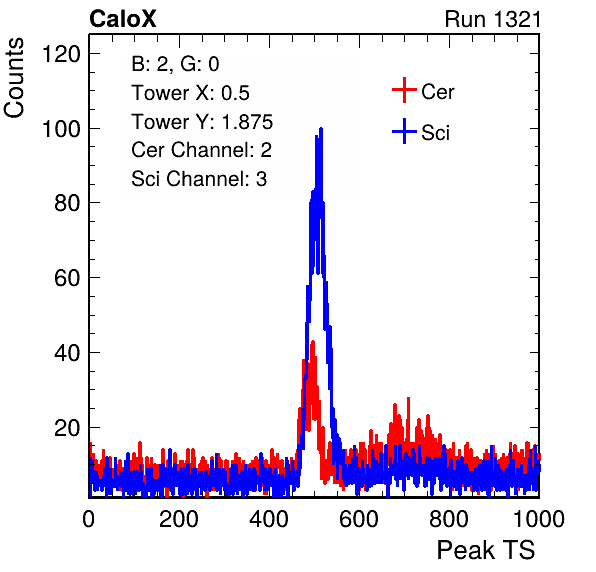 CaloX Run 1321
Counts
B: 2, G: 0
Tower X: 0.5
Tower Y: 1.875
Cer Channel: 2
Sci Channel: 3
Cer
Sci
120
100
80
60
40
20
0 200 400 600 800 1000
Peak TS